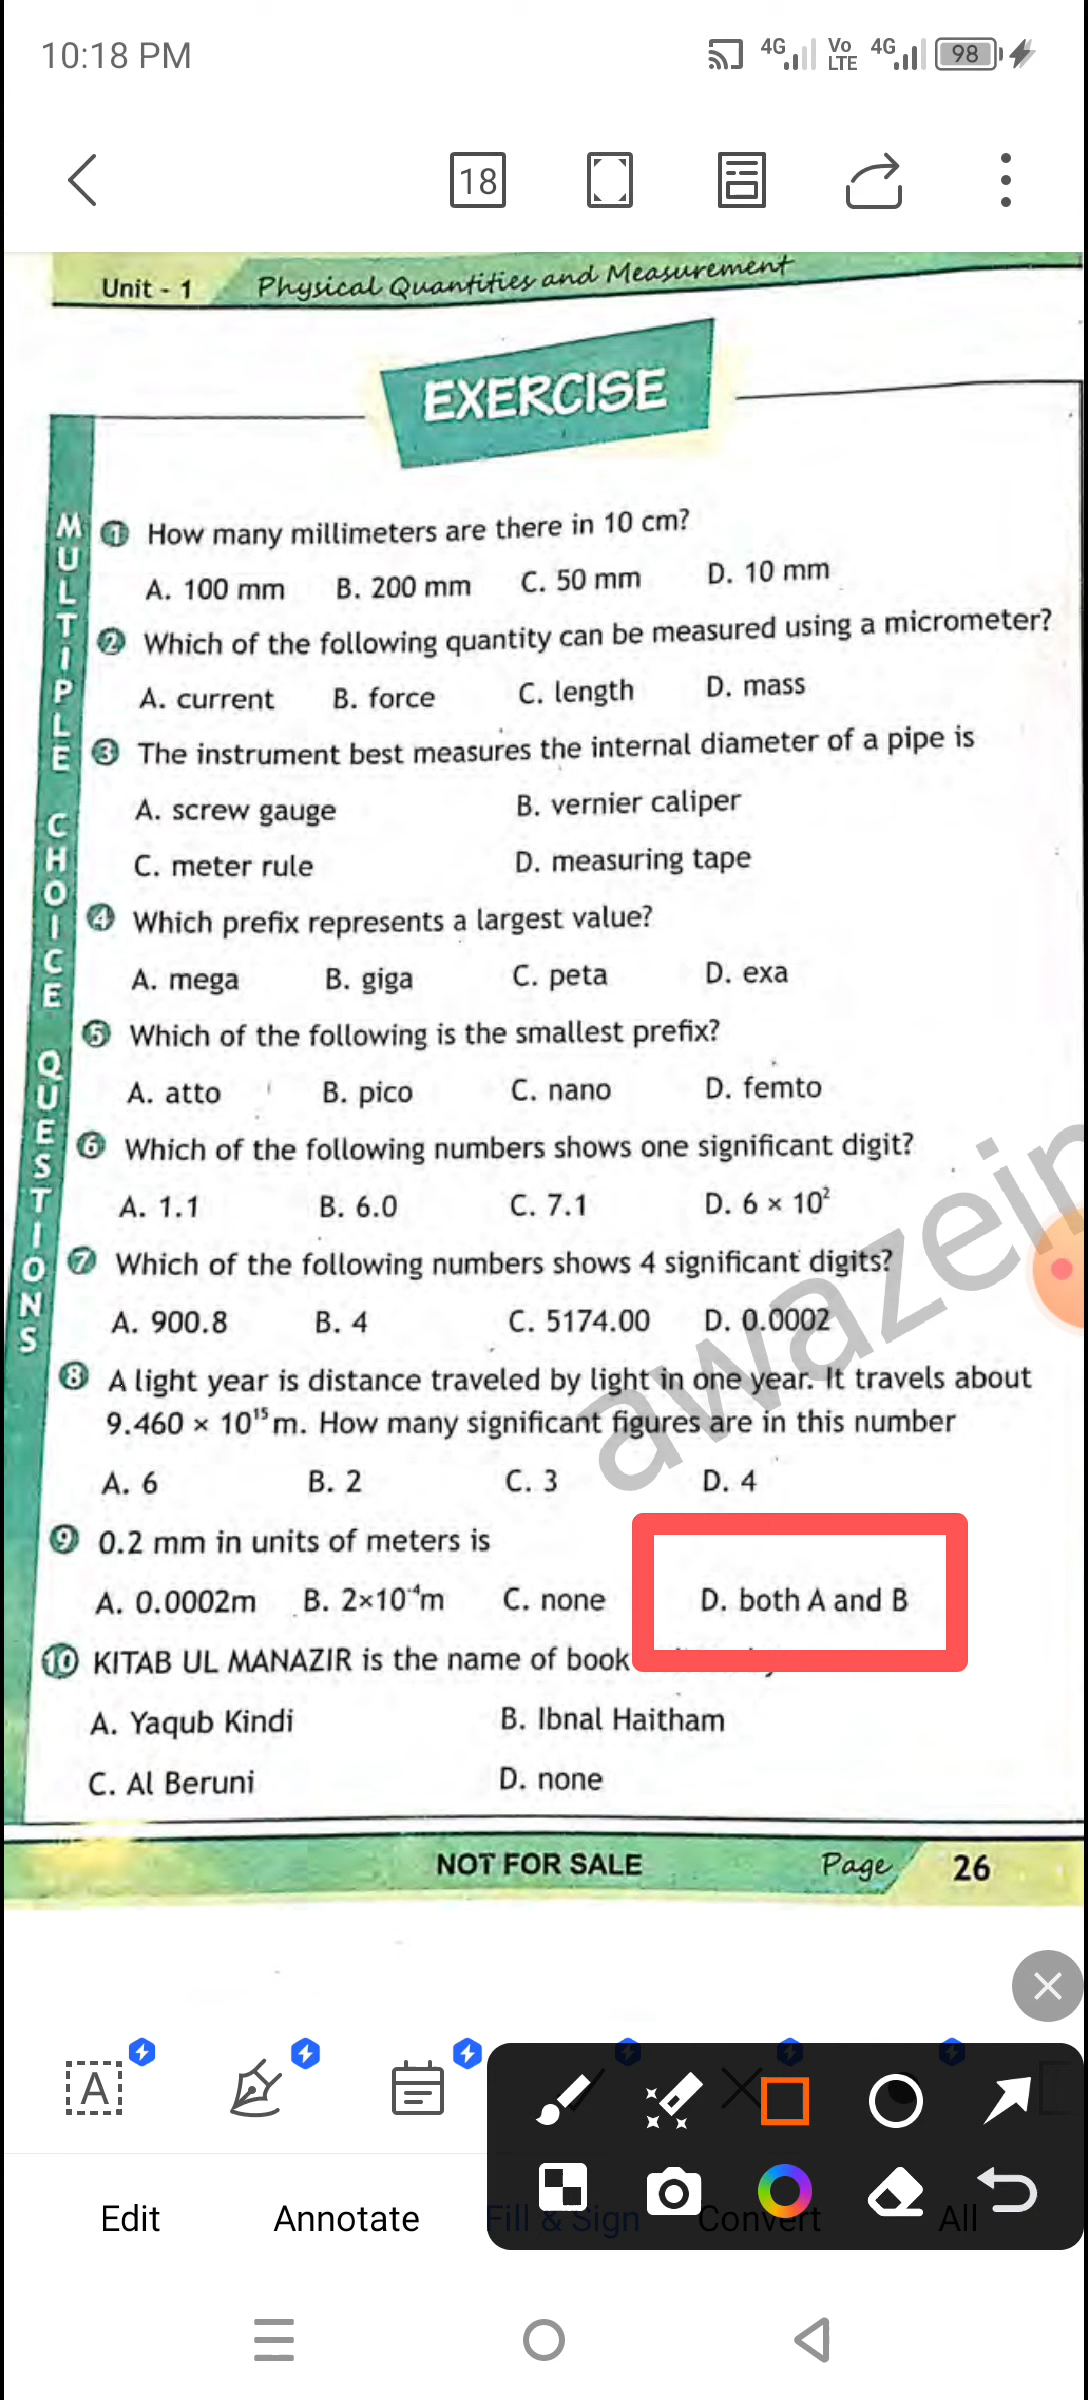 10:18 PM
4G Vo LTE 4G 98
18
Unit - 1 Physical Quantities and Measurement
EXERCISE
MULTIPLE CHOICE QUESTIONS
1 How many millimeters are there in 10 cm?
A. 100 mm B. 200 mm C. 50 mm D. 10 mm
2 Which of the following quantity can be measured using a micrometer?
A. current B. force C. length D. mass
3 The instrument best measures the internal diameter of a pipe is
A. screw gauge B. vernier caliper
C. meter rule D. measuring tape
4 Which prefix represents a largest value?
A. mega B. giga C. peta D. exa
5 Which of the following is the smallest prefix?
A. atto B. pico C. nano D. femto
6 Which of the following numbers shows one significant digit?
A. 1.1 B. 6.0 C. 7.1 D. 6 × 10²
7 Which of the following numbers shows 4 significant digits?
A. 900.8 B. 4 C. 5174.00 D. 0.0002
8 A light year is distance traveled by light in one year. It travels about
9.460 × 10¹⁵ m. How many significant figures are in this number
A. 6 B. 2 C. 3 D. 4
9 0.2 mm in units of meters is
A. 0.0002m B. 2×10⁻⁴m C. none D. both A and B
10 KITAB UL MANAZIR is the name of book
A. Yaqub Kindi B. Ibnal Haitham
C. Al Beruni D. none
NOT FOR SALE Page 26
A
Edit Annotate Fill & Sign Convert All